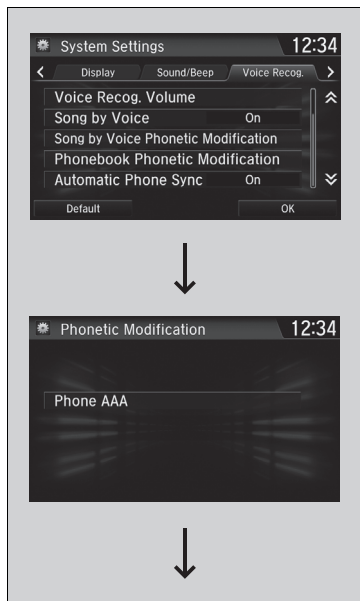 System Settings 12:34
Display Sound/Beep Voice Recog.
Voice Recog. Volume
Song by Voice On
Song by Voice Phonetic Modification
Phonebook Phonetic Modification
Automatic Phone Sync On
Default OK
Phonetic Modification 12:34
Phone AAA